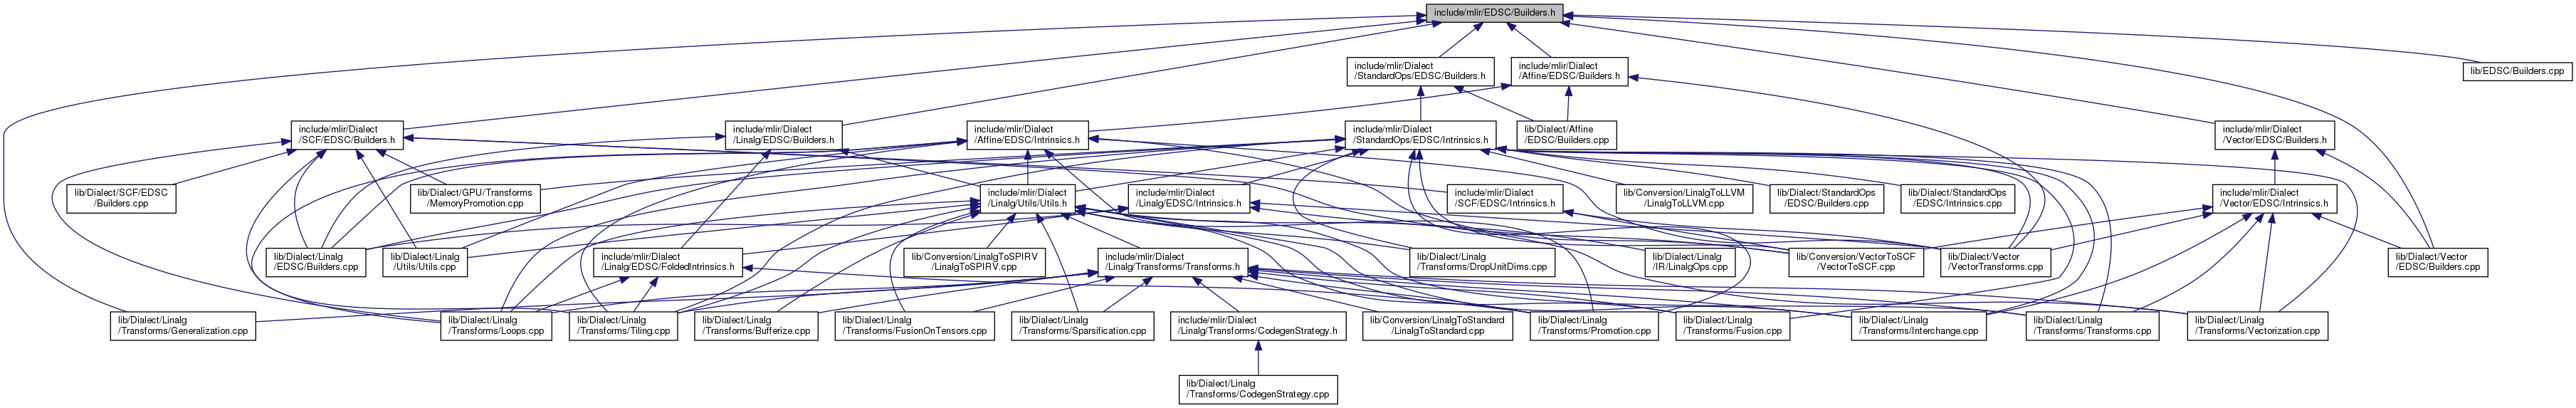 include/mlir/EDSC/Builders.h
include/mlir/Dialect
/StandardOps/EDSC/Builders.h
include/mlir/Dialect
/Affine/EDSC/Builders.h
lib/EDSC/Builders.cpp
include/mlir/Dialect
/SCF/EDSC/Builders.h
include/mlir/Dialect
/Linalg/EDSC/Builders.h
include/mlir/Dialect
/Affine/EDSC/Intrinsics.h
include/mlir/Dialect
/StandardOps/EDSC/Intrinsics.h
lib/Dialect/Affine
/EDSC/Builders.cpp
include/mlir/Dialect
/Vector/EDSC/Builders.h
lib/Dialect/SCF/EDSC
/Builders.cpp
lib/Dialect/GPU/Transforms
/MemoryPromotion.cpp
include/mlir/Dialect
/Linalg/Utils/Utils.h
include/mlir/Dialect
/Linalg/EDSC/Intrinsics.h
include/mlir/Dialect
/SCF/EDSC/Intrinsics.h
lib/Conversion/LinalgToLLVM
/LinalgToLLVM.cpp
lib/Dialect/StandardOps
/EDSC/Builders.cpp
lib/Dialect/StandardOps
/EDSC/Intrinsics.cpp
include/mlir/Dialect
/Vector/EDSC/Intrinsics.h
lib/Dialect/Linalg
/EDSC/Builders.cpp
lib/Dialect/Linalg
/Utils/Utils.cpp
include/mlir/Dialect
/Linalg/EDSC/FoldedIntrinsics.h
lib/Conversion/LinalgToSPIRV
/LinalgToSPIRV.cpp
include/mlir/Dialect
/Linalg/Transforms/Transforms.h
lib/Dialect/Linalg
/Transforms/DropUnitDims.cpp
lib/Dialect/Linalg
/IR/LinalgOps.cpp
lib/Conversion/VectorToSCF
/VectorToSCF.cpp
lib/Dialect/Vector
/VectorTransforms.cpp
lib/Dialect/Vector
/EDSC/Builders.cpp
lib/Dialect/Linalg
/Transforms/Generalization.cpp
lib/Dialect/Linalg
/Transforms/Loops.cpp
lib/Dialect/Linalg
/Transforms/Tiling.cpp
lib/Dialect/Linalg
/Transforms/Bufferize.cpp
lib/Dialect/Linalg
/Transforms/FusionOnTensors.cpp
lib/Dialect/Linalg
/Transforms/Sparsification.cpp
include/mlir/Dialect
/Linalg/Transforms/CodegenStrategy.h
lib/Conversion/LinalgToStandard
/LinalgToStandard.cpp
lib/Dialect/Linalg
/Transforms/Promotion.cpp
lib/Dialect/Linalg
/Transforms/Fusion.cpp
lib/Dialect/Linalg
/Transforms/Interchange.cpp
lib/Dialect/Linalg
/Transforms/Transforms.cpp
lib/Dialect/Linalg
/Transforms/Vectorization.cpp
lib/Dialect/Linalg
/Transforms/CodegenStrategy.cpp